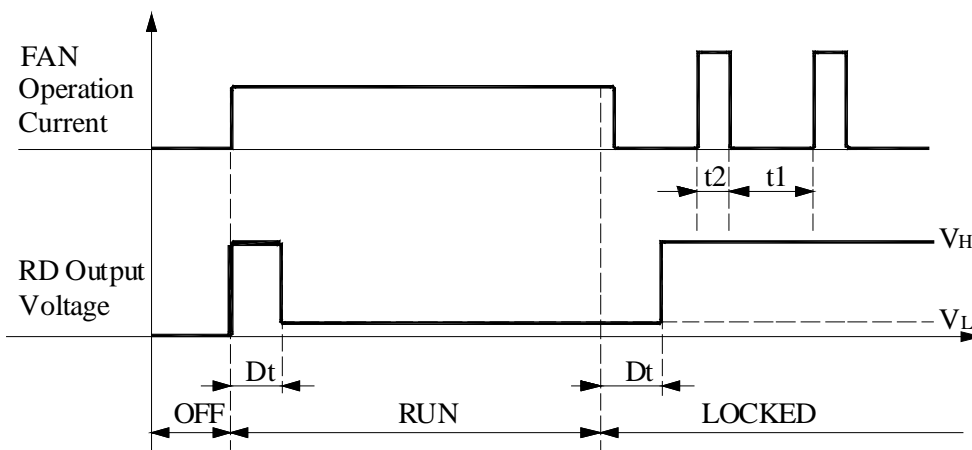 FAN
Operation
Current
t2
t1
VH
RD Output
Voltage
VL
Dt
Dt
OFF
RUN
LOCKED